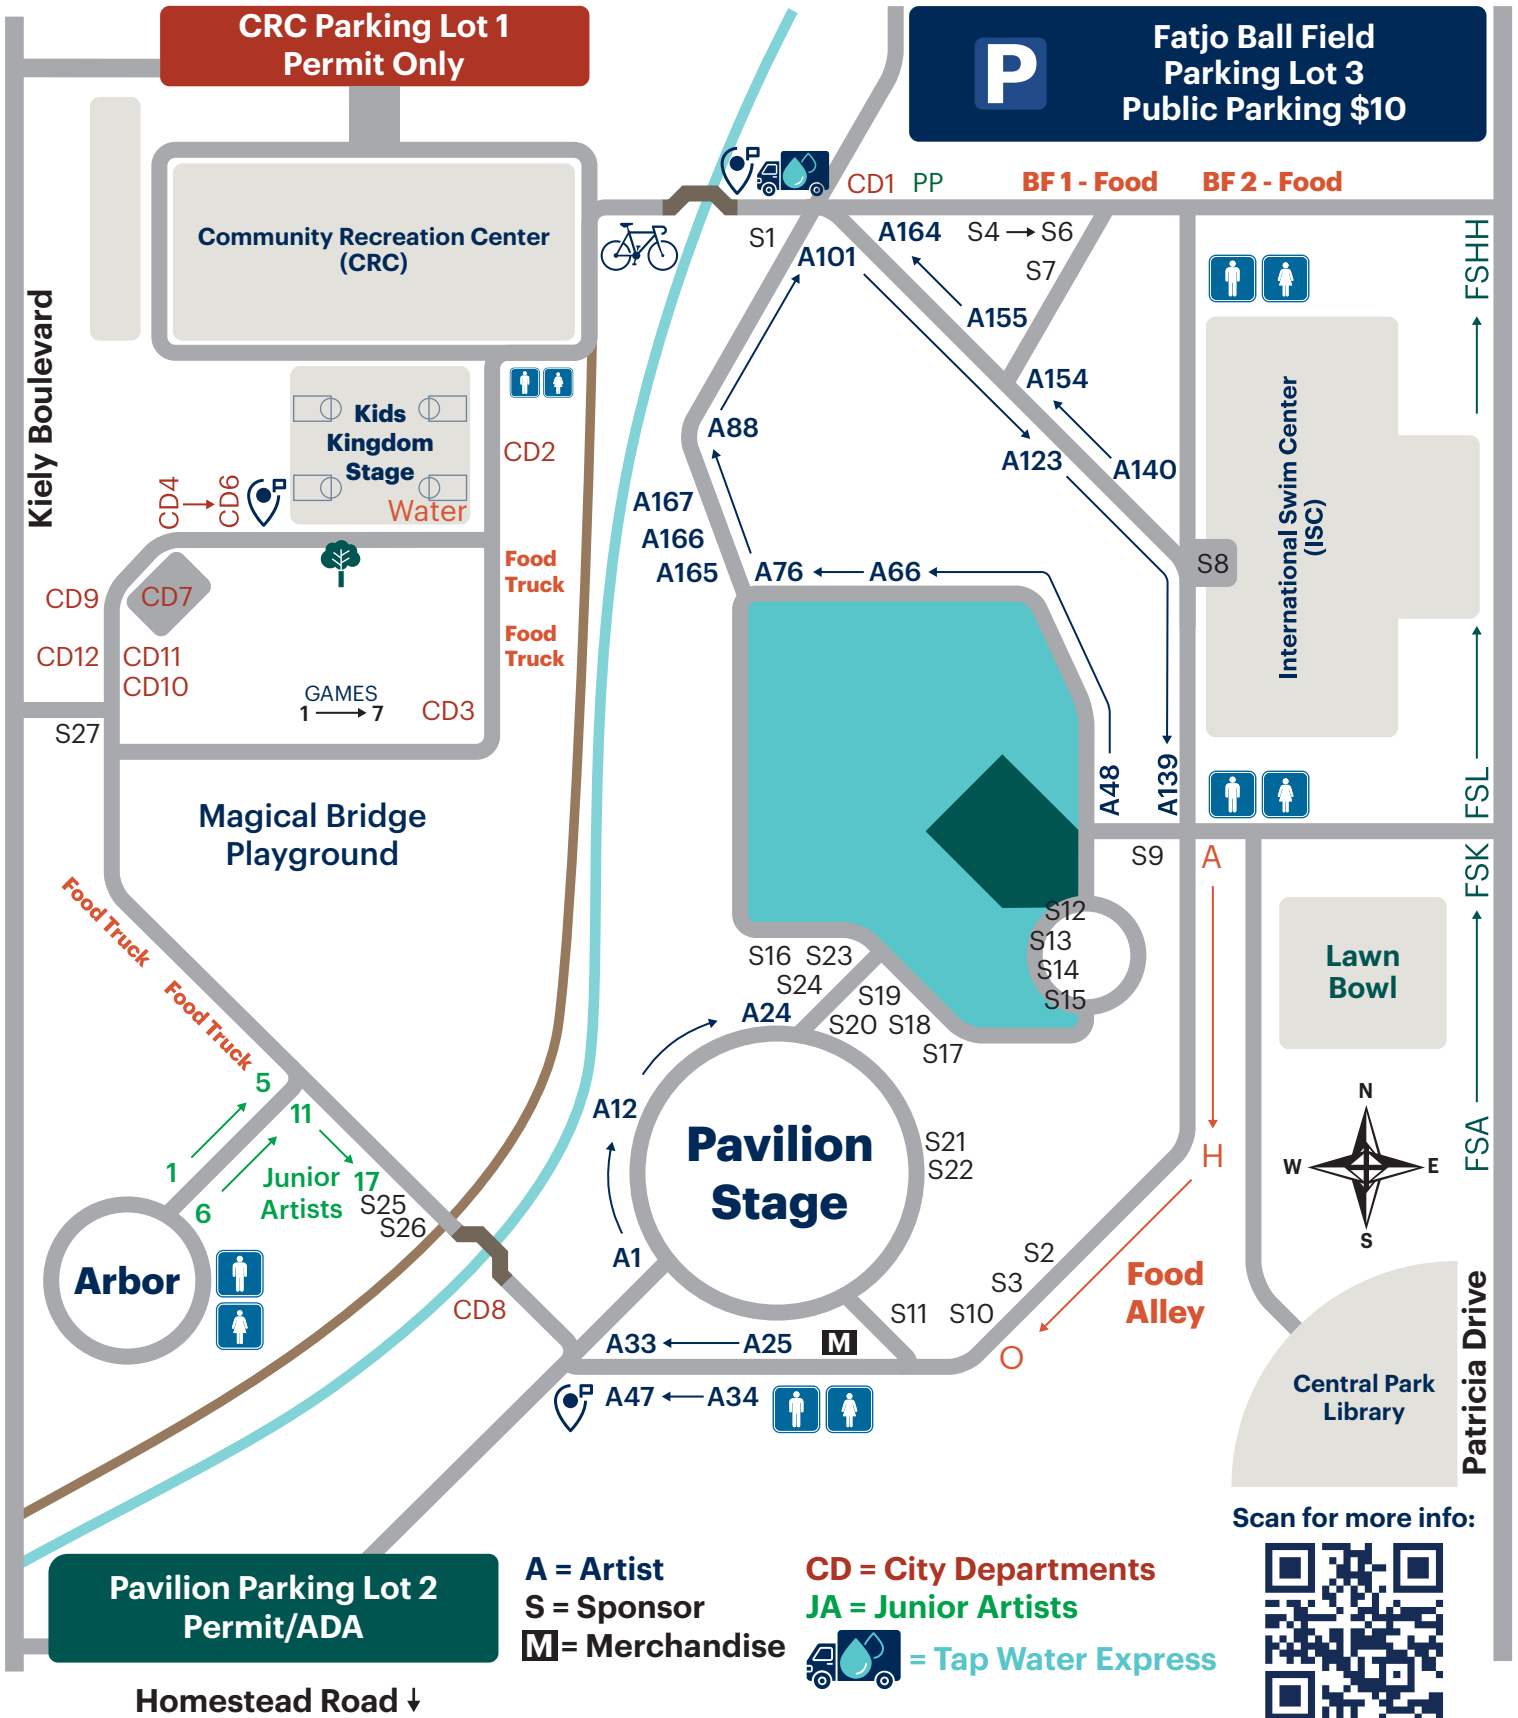 CRC Parking Lot 1
Permit Only
P
Fatjo Ball Field
Parking Lot 3
Public Parking $10
P
CD1
PP
BF 1 - Food
BF 2 - Food
Community Recreation Center
(CRC)
S1
A164
S4
S6
A101
S7
FSHH
Kiely Boulevard
A155
A154
Kids
Kingdom
Stage
Water
CD2
A88
A123
A140
International Swim Center
(ISC)
CD4
CD6
P
A167
A166
A165
A76
A66
S8
Food
Truck
CD9
CD7
Food
Truck
CD12
CD11
CD10
GAMES
1
7
CD3
S27
A48
A139
FSL
Magical Bridge
Playground
S9
A
FSK
Food Truck
S12
S13
S14
S15
S16
S23
S24
Lawn
Bowl
Food Truck
S19
S20
S18
S17
A24
5
11
A12
N
W
E
S
1
Junior
Artists
17
6
S25
S26
Pavilion
Stage
S21
S22
H
FSA
Arbor
A1
S2
S3
Food
Alley
CD8
S11
S10
A33
A25
M
O
P
A47
A34
Central Park
Library
Patricia Drive
Scan for more info:
Pavilion Parking Lot 2
Permit/ADA
A = Artist
S = Sponsor
M = Merchandise
CD = City Departments
JA = Junior Artists
= Tap Water Express
Homestead Road